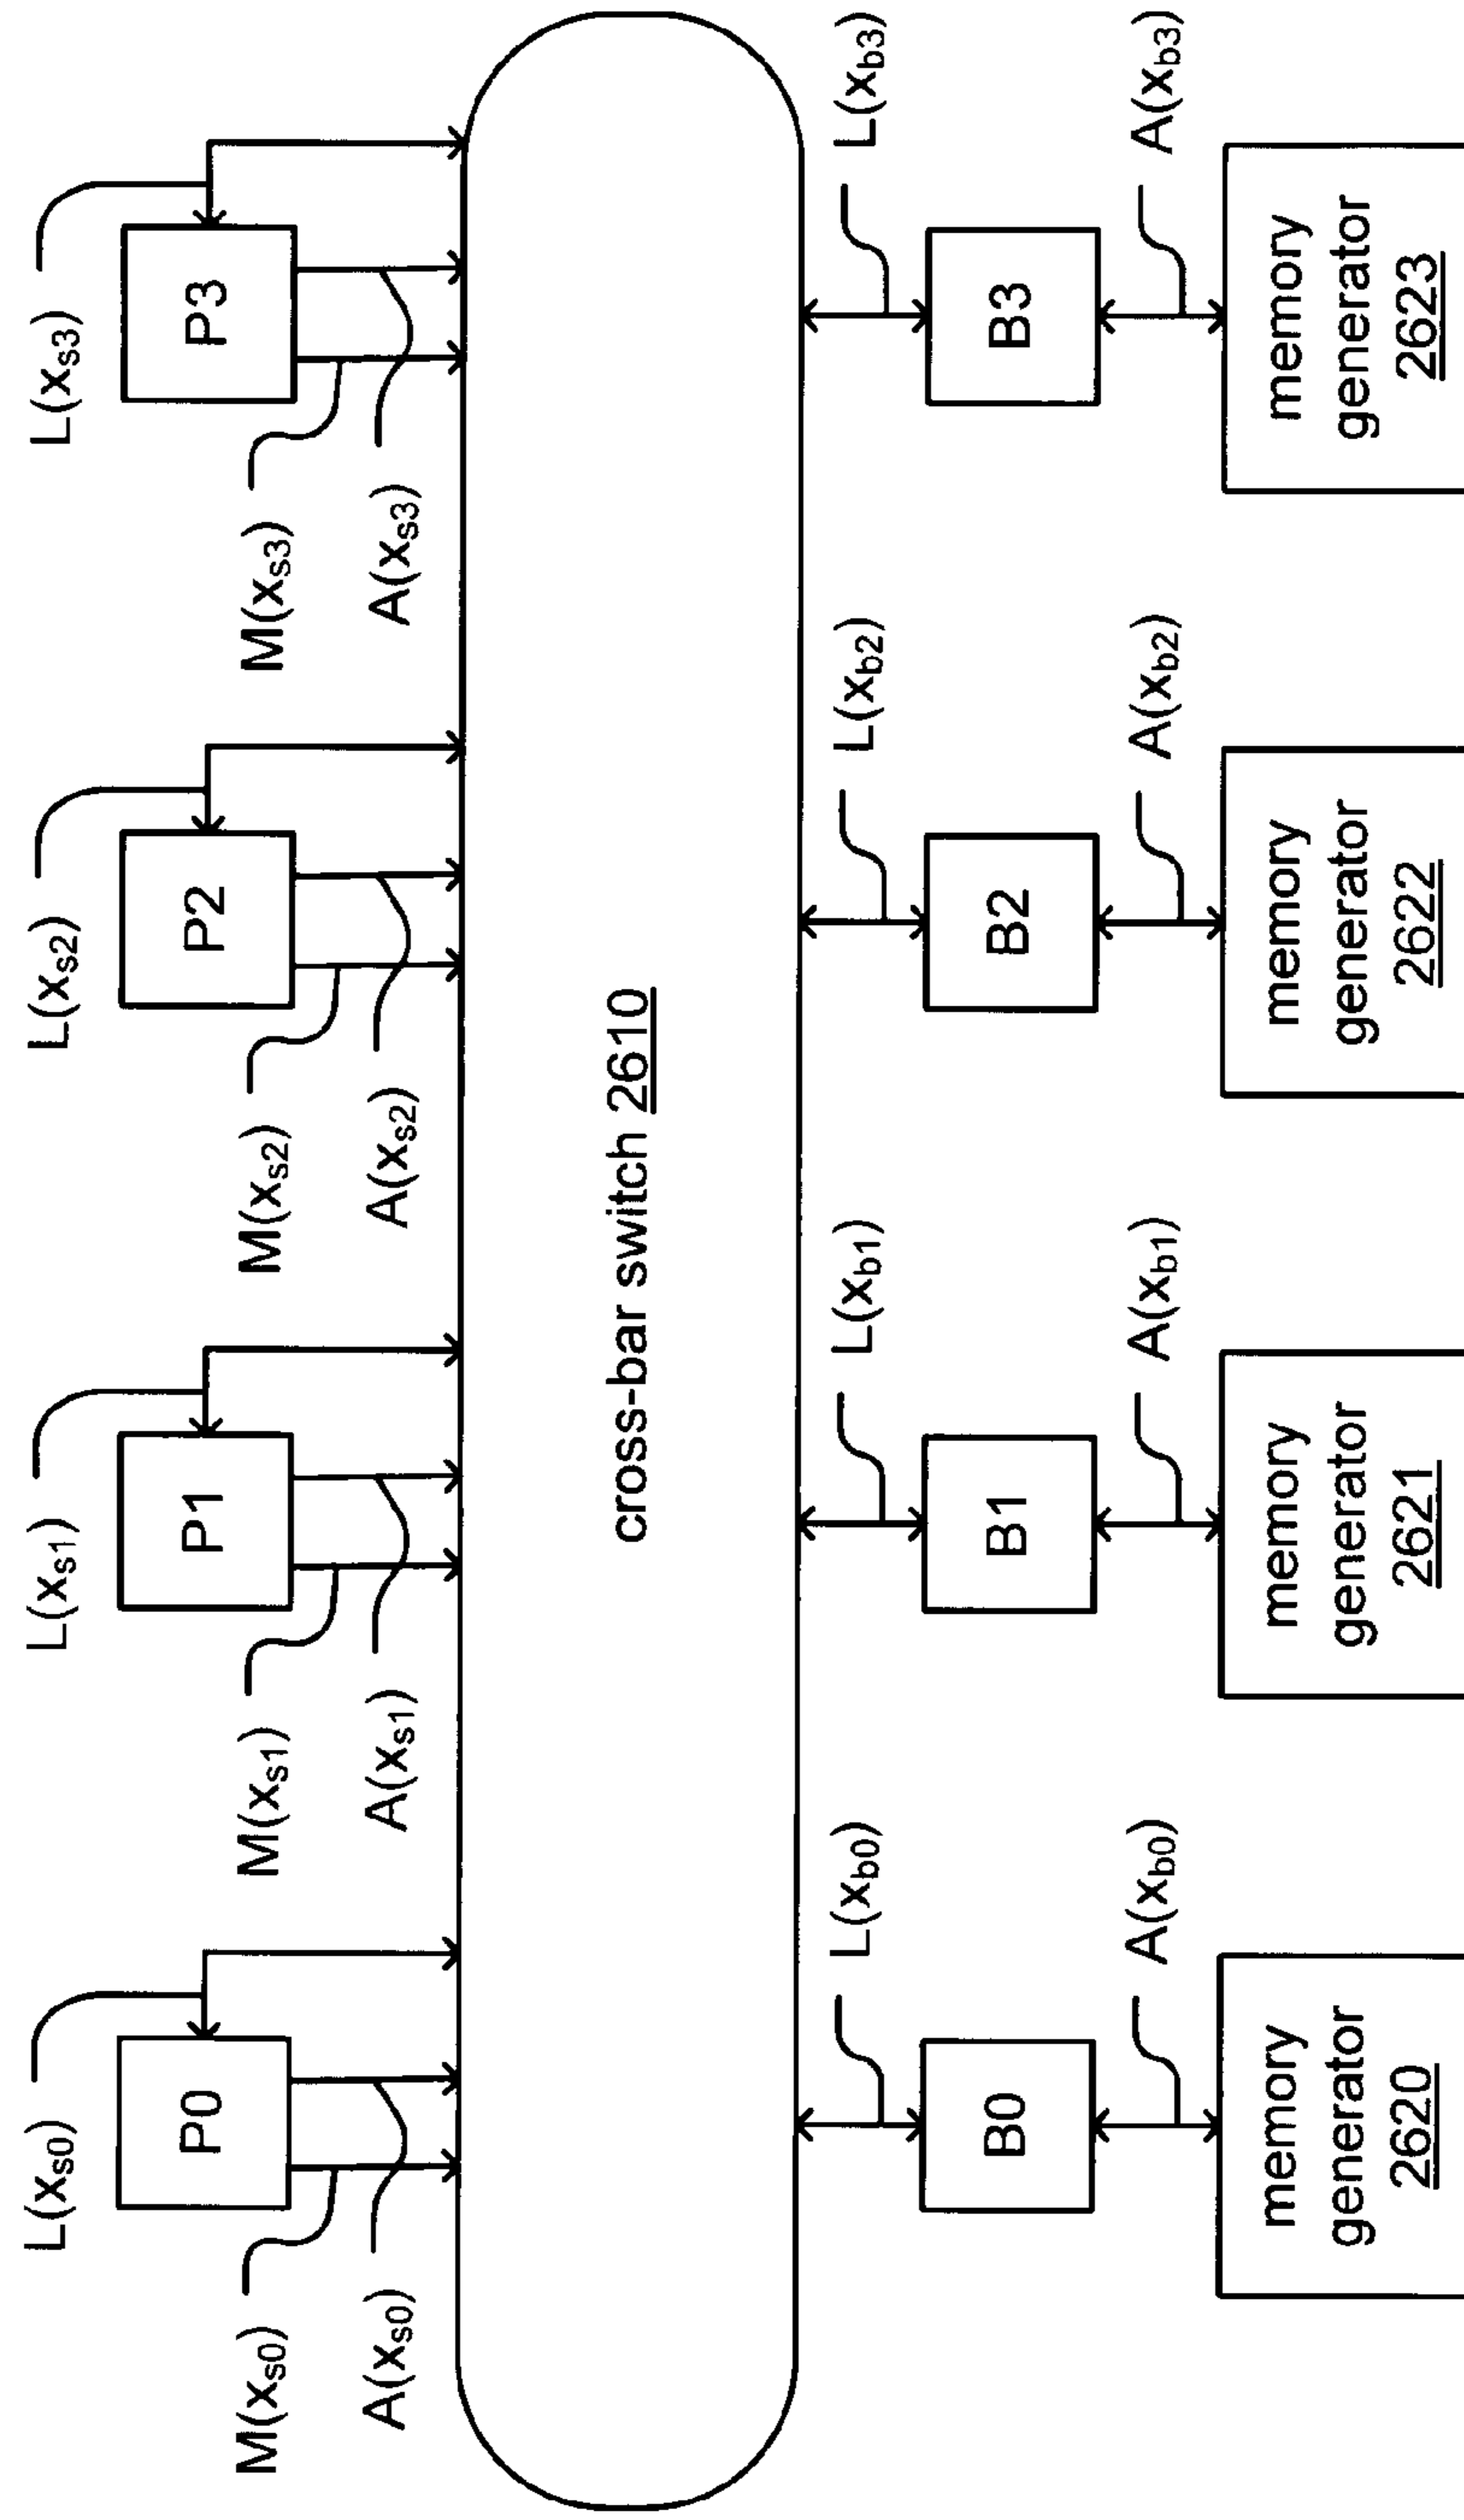 L(xs0)
L(xs1)
L(xs2)
L(xs3)
P0
P1
P2
P3
M(xs0)
M(xs1)
M(xs2)
M(xs3)
A(xs0)
A(xs1)
A(xs2)
A(xs3)
cross-bar switch 2610
L(xb0)
L(xb1)
L(xb2)
L(xb3)
B0
B1
B2
B3
A(xb0)
A(xb1)
A(xb2)
A(xb3)
memory
generator
2620
memory
generator
2621
memory
generator
2622
memory
generator
2623